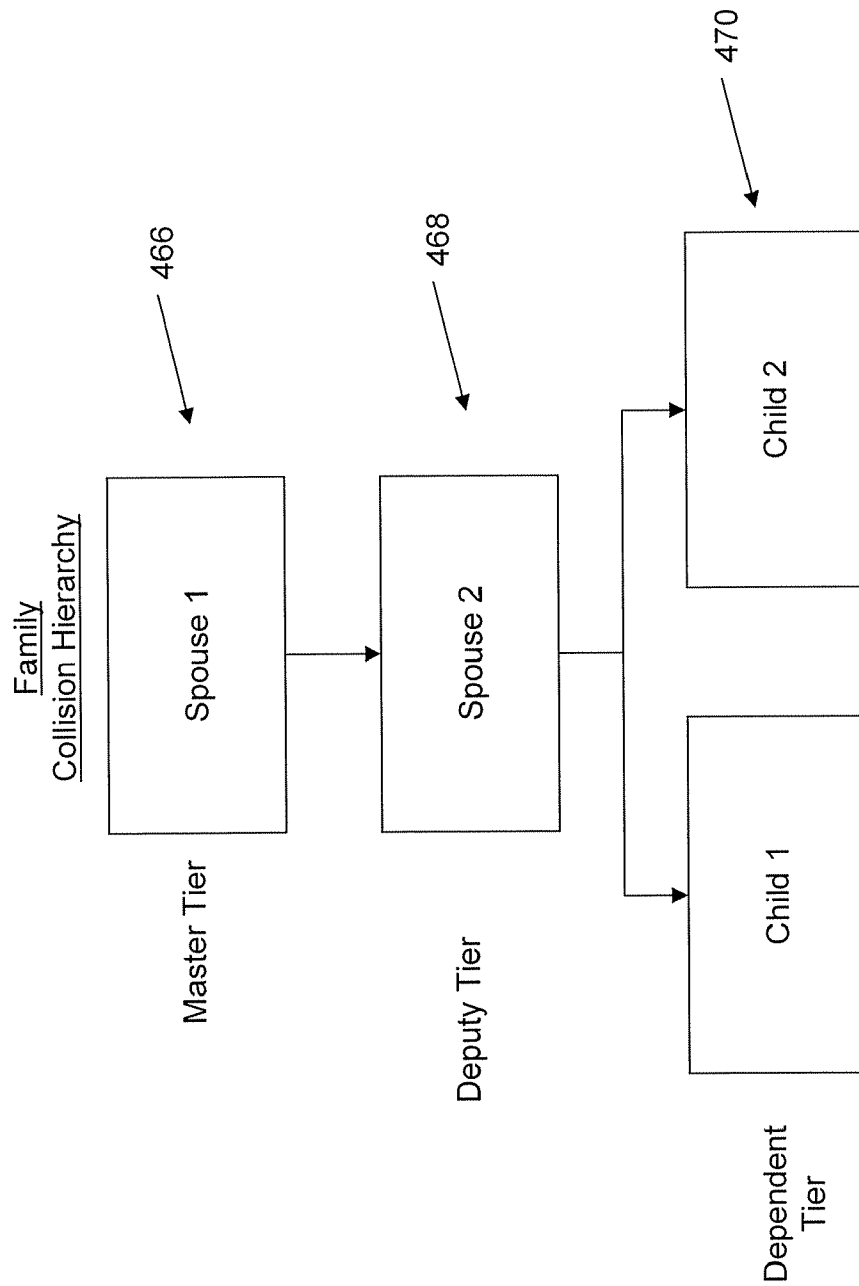 Family
Collision Hierarchy
Master Tier
Spouse 1
466
Deputy Tier
Spouse 2
468
Dependent
Tier
Child 1
Child 2
470